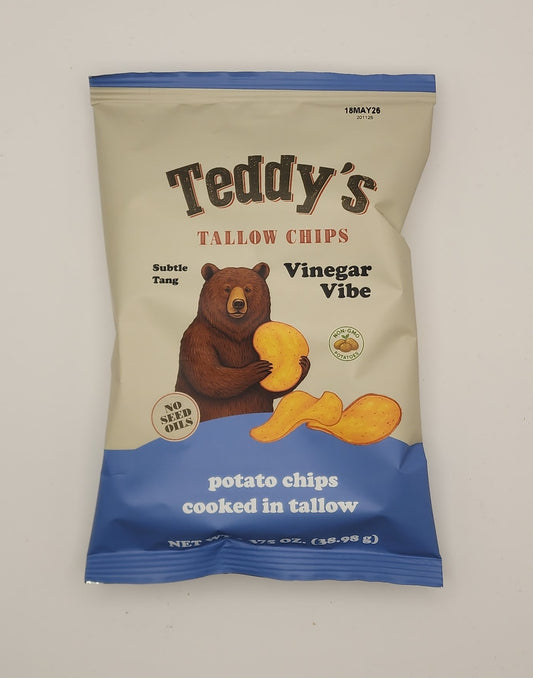 18MAY26
201126
Teddy's
TALLOW CHIPS
Subtle
Tang
Vinegar
Vibe
NON-GMO
POTATOES
NO
SEED
OILS
potato chips
cooked in tallow
NET 375 OZ. (38.98 g)